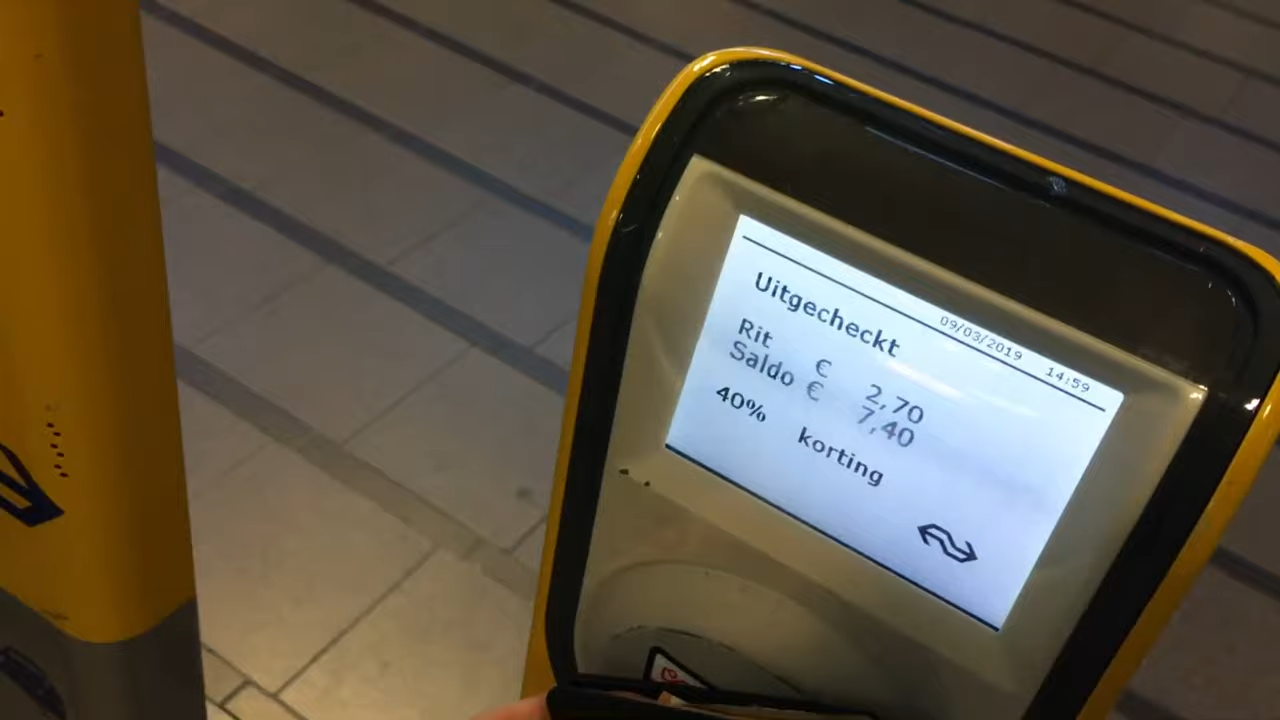 09/03/2019 14:59
Uitgecheckt
Rit € 2,70
Saldo € 7,40
40% korting